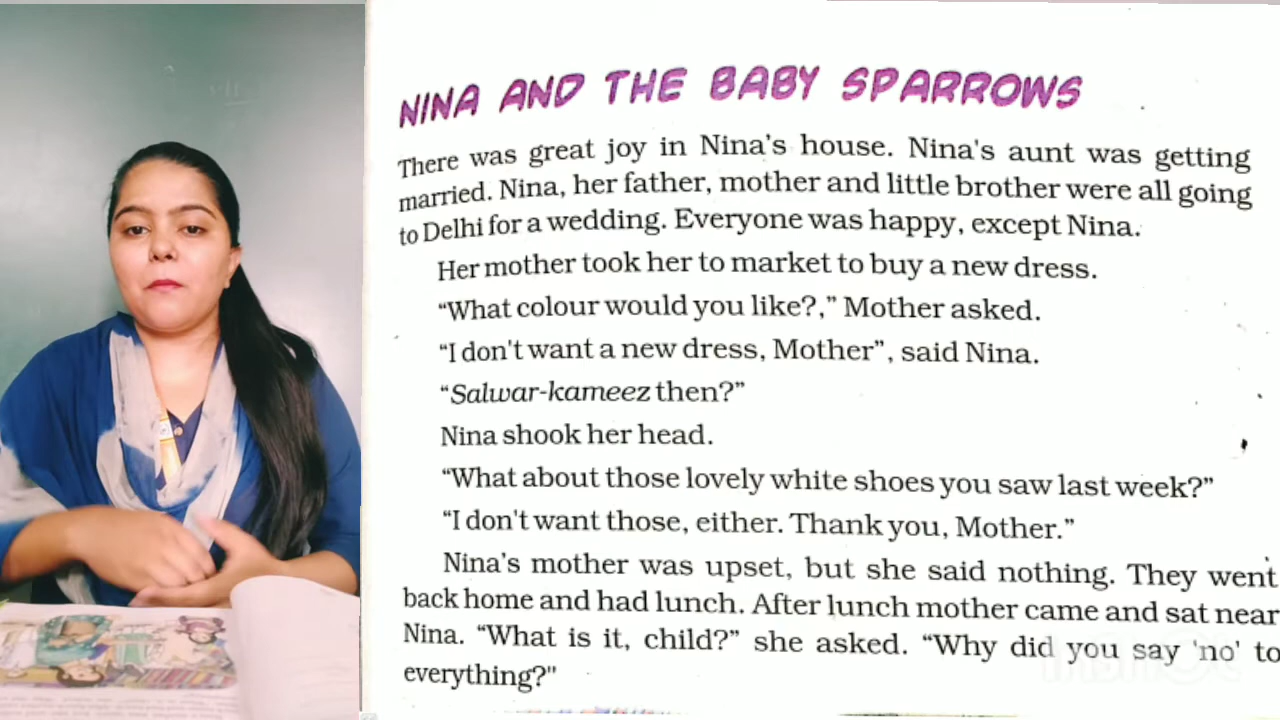 NINA AND THE BABY SPARROWS
There was great joy in Nina's house. Nina's aunt was getting
married. Nina, her father, mother and little brother were all going
to Delhi for a wedding. Everyone was happy, except Nina.
Her mother took her to market to buy a new dress.
“What colour would you like?,” Mother asked.
“I don't want a new dress, Mother”, said Nina.
“Salwar-kameez then?”
Nina shook her head.
“What about those lovely white shoes you saw last week?”
“I don't want those, either. Thank you, Mother.”
Nina's mother was upset, but she said nothing. They went
back home and had lunch. After lunch mother came and sat near
Nina. “What is it, child?” she asked. “Why did you say 'no' to
everything?"